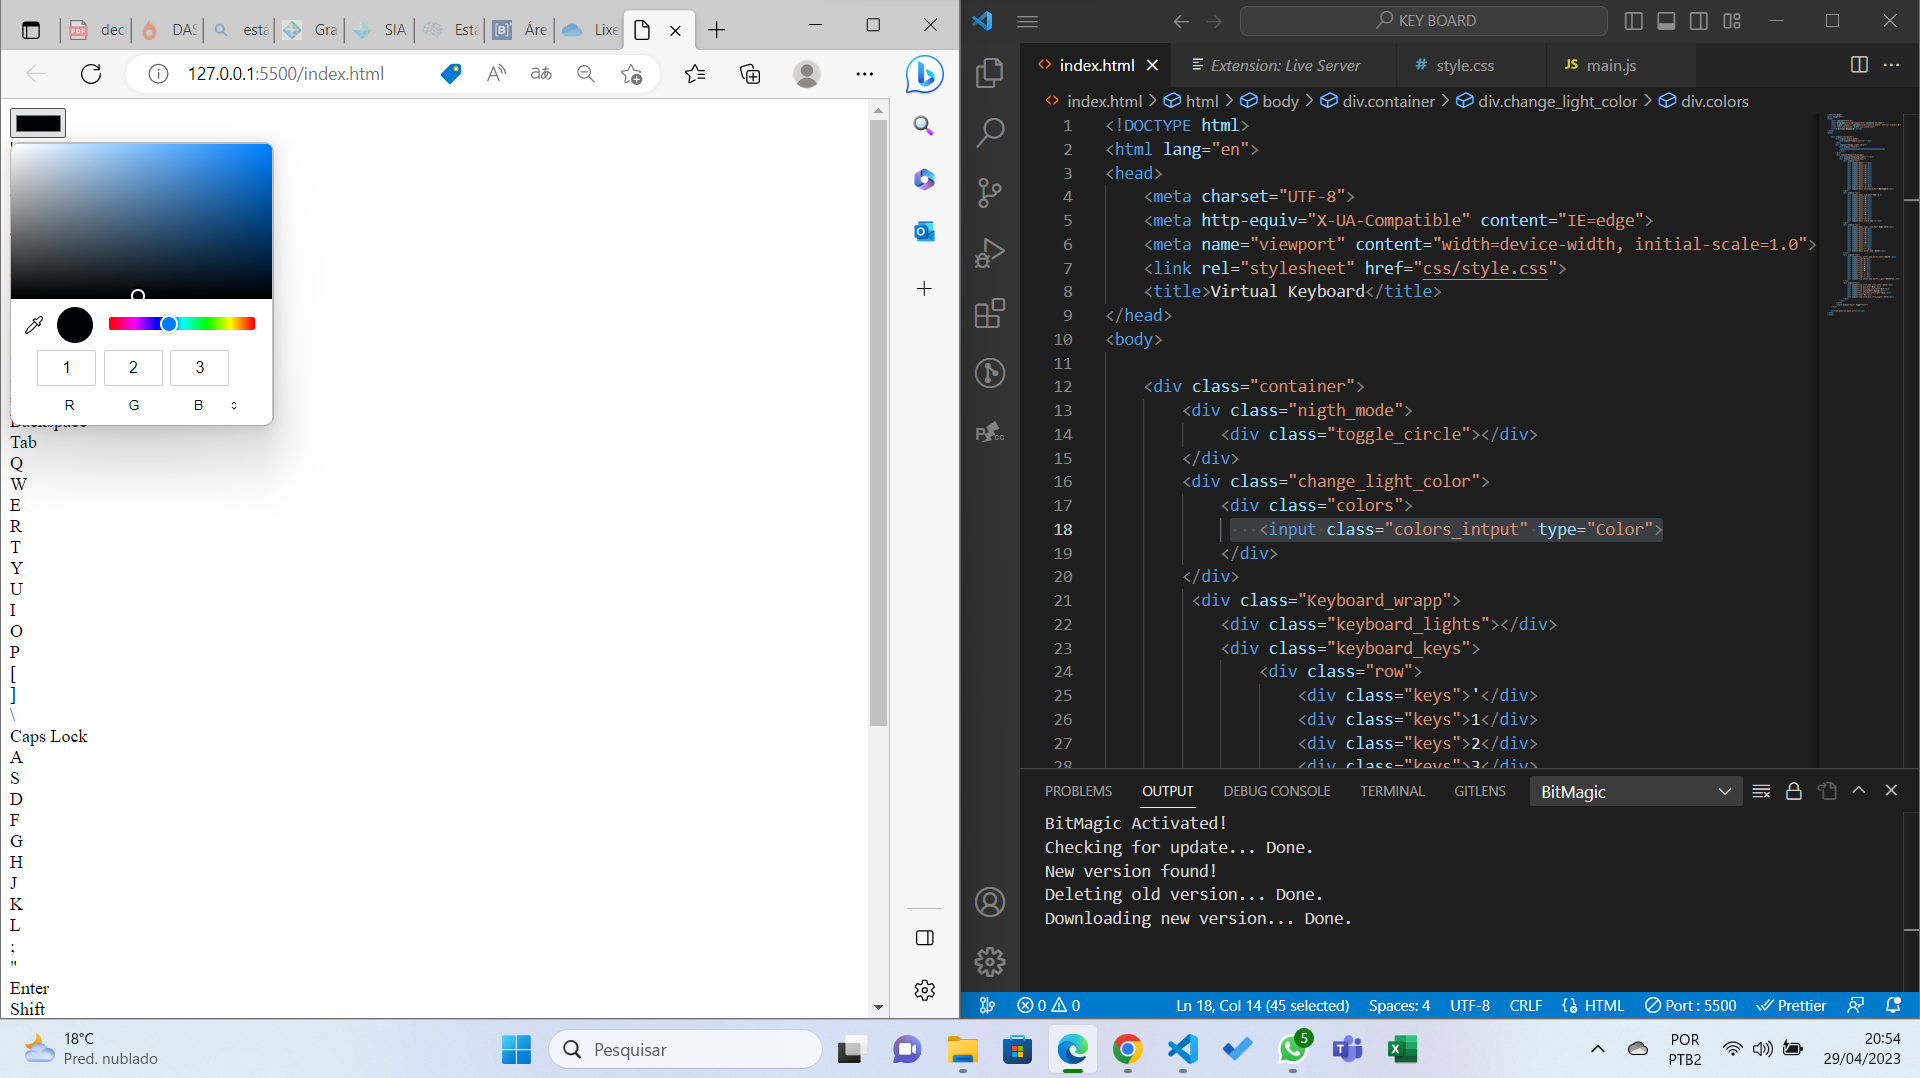 dec
DAS
está
Gra
SIA
Está
Áre
Lixe
127.0.0.1:5500/index.html
1
2
3
R
G
B
Backspace
Tab
Q
W
E
R
T
Y
U
I
O
P
[
]
\
Caps Lock
A
S
D
F
G
H
J
K
L
;
"
Enter
Shift
KEY BOARD
<> index.html
Extension: Live Server
# style.css
JS main.js
<> index.html > html > body > div.container > div.change_light_color > div.colors
1 <!DOCTYPE html>
2 <html lang="en">
3 <head>
4 <meta charset="UTF-8">
5 <meta http-equiv="X-UA-Compatible" content="IE=edge">
6 <meta name="viewport" content="width=device-width, initial-scale=1.0">
7 <link rel="stylesheet" href="css/style.css">
8 <title>Virtual Keyboard</title>
9 </head>
10 <body>
11
12 <div class="container">
13 <div class="nigth_mode">
14 <div class="toggle_circle"></div>
15 </div>
16 <div class="change_light_color">
17 <div class="colors">
18 <input class="colors_intput" type="Color">
19 </div>
20 </div>
21 <div class="Keyboard_wrapp">
22 <div class="keyboard_lights"></div>
23 <div class="keyboard_keys">
24 <div class="row">
25 <div class="keys">'</div>
26 <div class="keys">1</div>
27 <div class="keys">2</div>
28 <div class="keys">3</div>
PROBLEMS OUTPUT DEBUG CONSOLE TERMINAL GITLENS BitMagic
BitMagic Activated!
Checking for update... Done.
New version found!
Deleting old version... Done.
Downloading new version... Done.
0 0 Ln 18, Col 14 (45 selected) Spaces: 4 UTF-8 CRLF HTML Port : 5500 Prettier
18°C
Pred. nublado
Pesquisar
5
POR
PTB2
20:54
29/04/2023